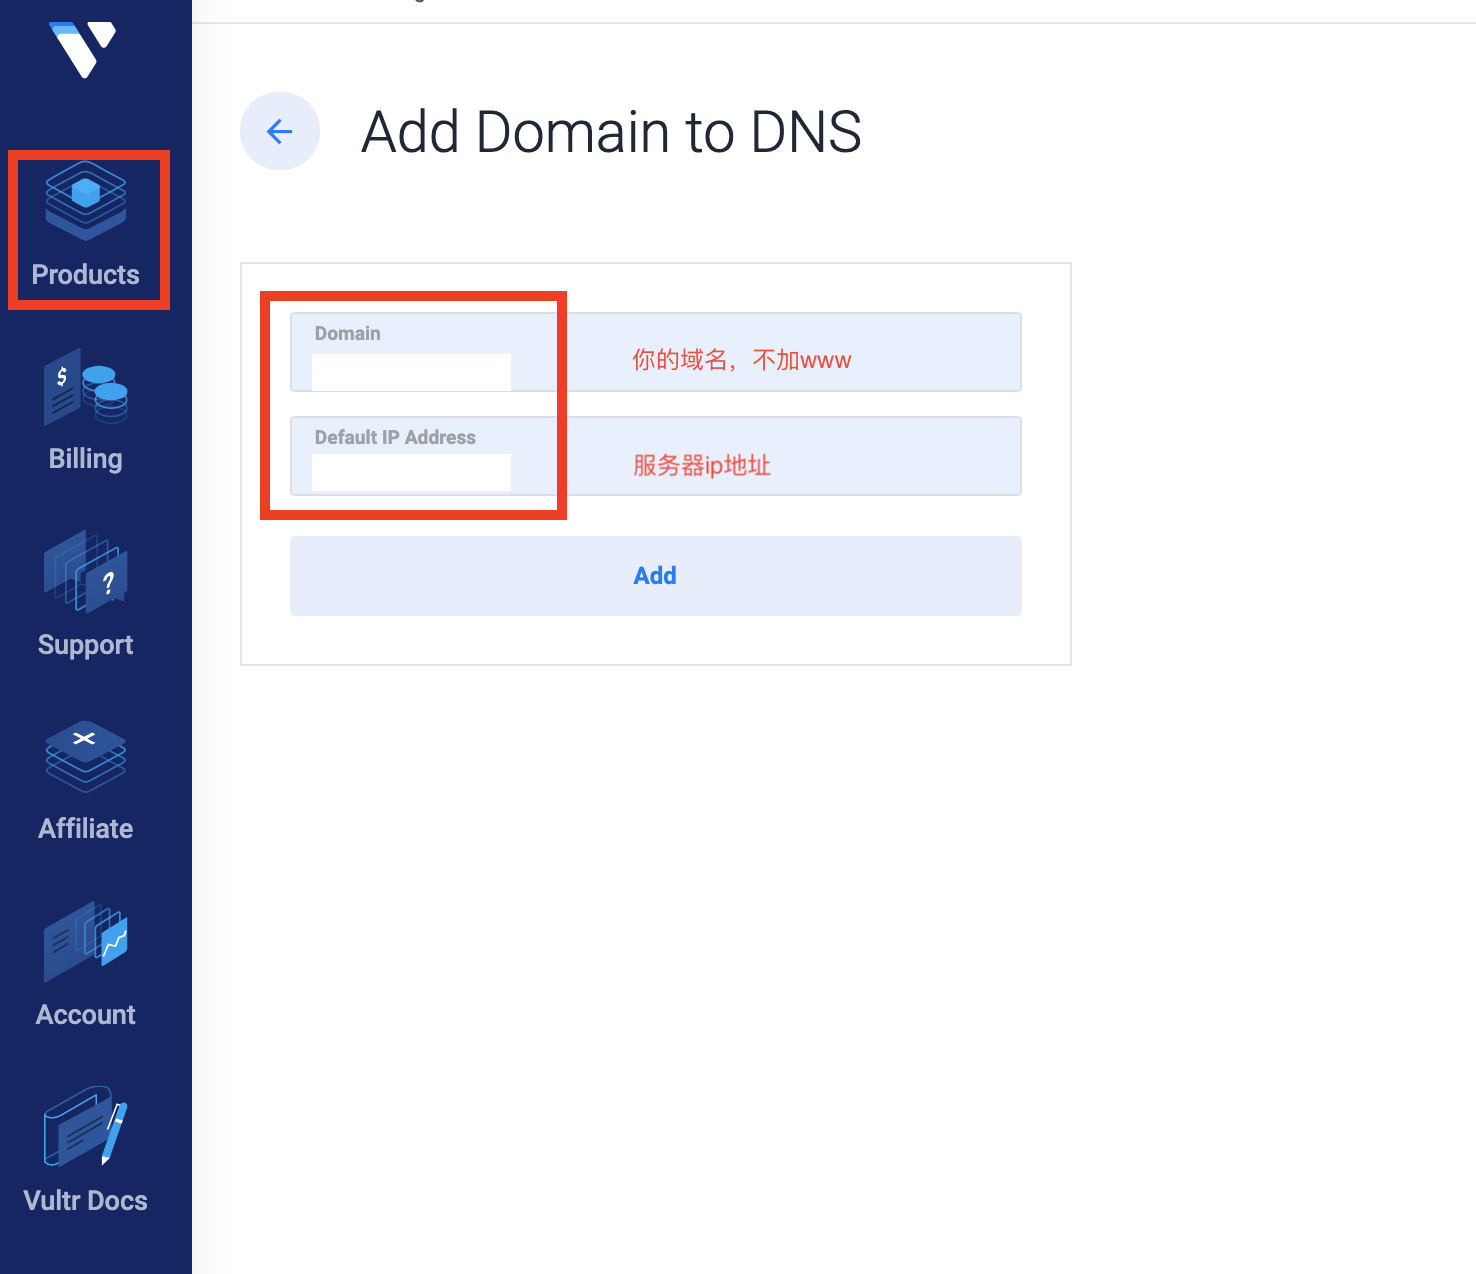 Add Domain to DNS
Products
Billing
Support
Affiliate
Account
Vultr Docs
Domain
你的域名，不加www
Default IP Address
服务器ip地址
Add